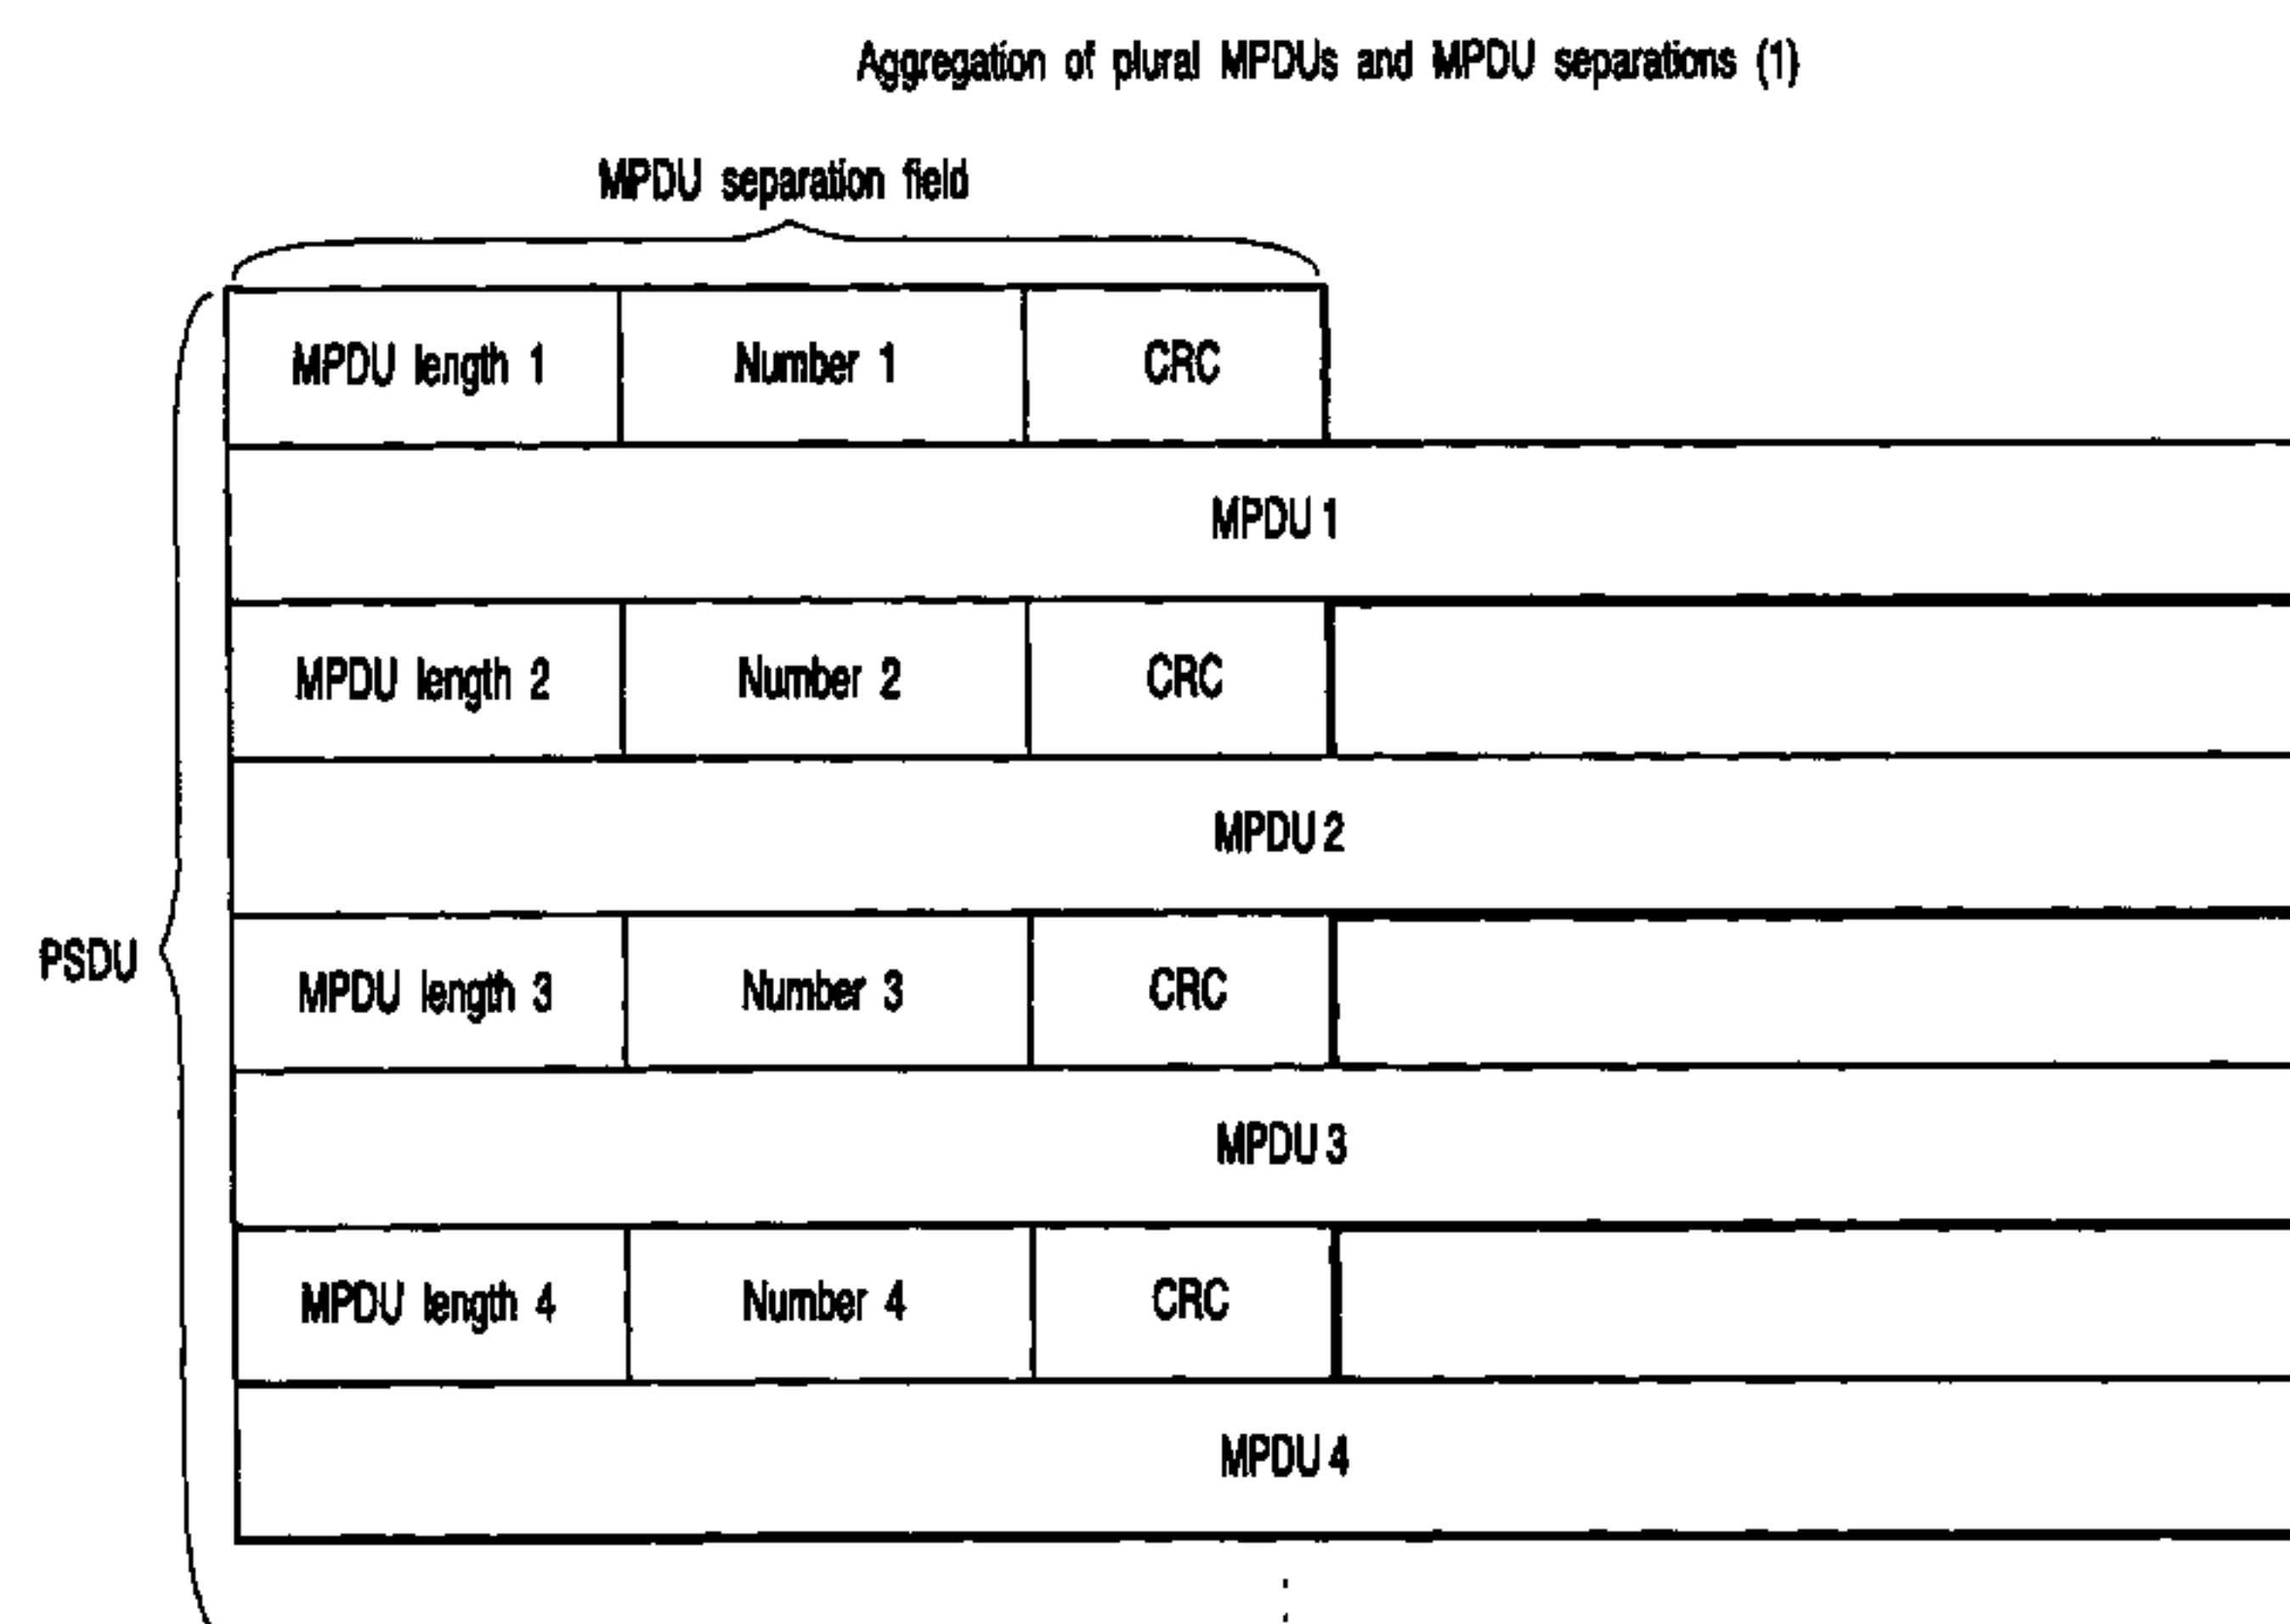 Aggregation of plural MPDUs and MPDU separations (1)
MPDU separation field
MPDU length 1 Number 1 CRC
MPDU 1
MPDU length 2 Number 2 CRC
MPDU 2
PSDU
MPDU length 3 Number 3 CRC
MPDU 3
MPDU length 4 Number 4 CRC
MPDU 4